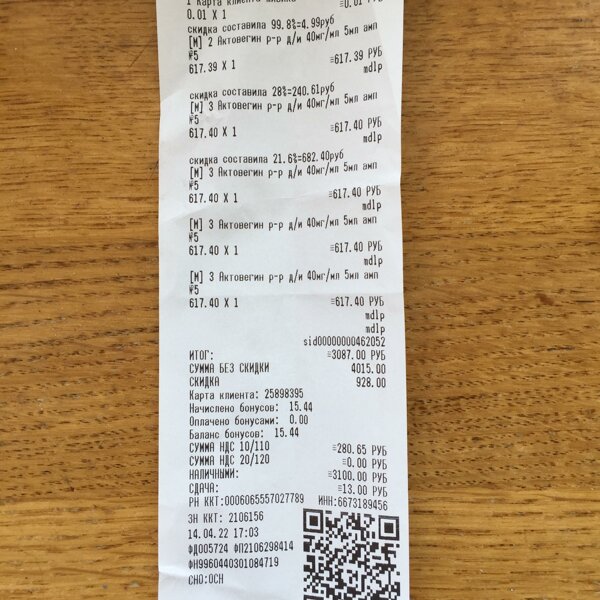 1 Карта клиента
=0.01 РУБ
0.01 X 1
скидка составила 99.8%=4.99руб
[М] 2 Актовегин р-р д/и 40мг/мл 5мл амп
№5
617.39 X 1 =617.39 РУБ
mdlp
скидка составила 28%=240.61руб
[М] 3 Актовегин р-р д/и 40мг/мл 5мл амп
№5
617.40 X 1 =617.40 РУБ
mdlp
скидка составила 21.6%=682.40руб
[М] 3 Актовегин р-р д/и 40мг/мл 5мл амп
№5
617.40 X 1 =617.40 РУБ
mdlp
[М] 3 Актовегин р-р д/и 40мг/мл 5мл амп
№5
617.40 X 1 =617.40 РУБ
mdlp
[М] 3 Актовегин р-р д/и 40мг/мл 5мл амп
№5
617.40 X 1 =617.40 РУБ
mdlp
mdlp
sid00000000462052
ИТОГ: =3087.00 РУБ
СУММА БЕЗ СКИДКИ 4015.00
СКИДКА 928.00
Карта клиента: 25898395
Начислено бонусов: 15.44
Оплачено бонусами: 0.00
Баланс бонусов: 15.44
СУММА НДС 10/110 =280.65 РУБ
СУММА НДС 20/120 =0.00 РУБ
НАЛИЧНЫМИ: =3100.00 РУБ
СДАЧА: =13.00 РУБ
РН ККТ:0006065557027789 ИНН:6673189456
ЗН ККТ: 2106156
14.04.22 17:03
ФД005724 ФП2106298414
ФН9960440301084719
СНО:ОСН